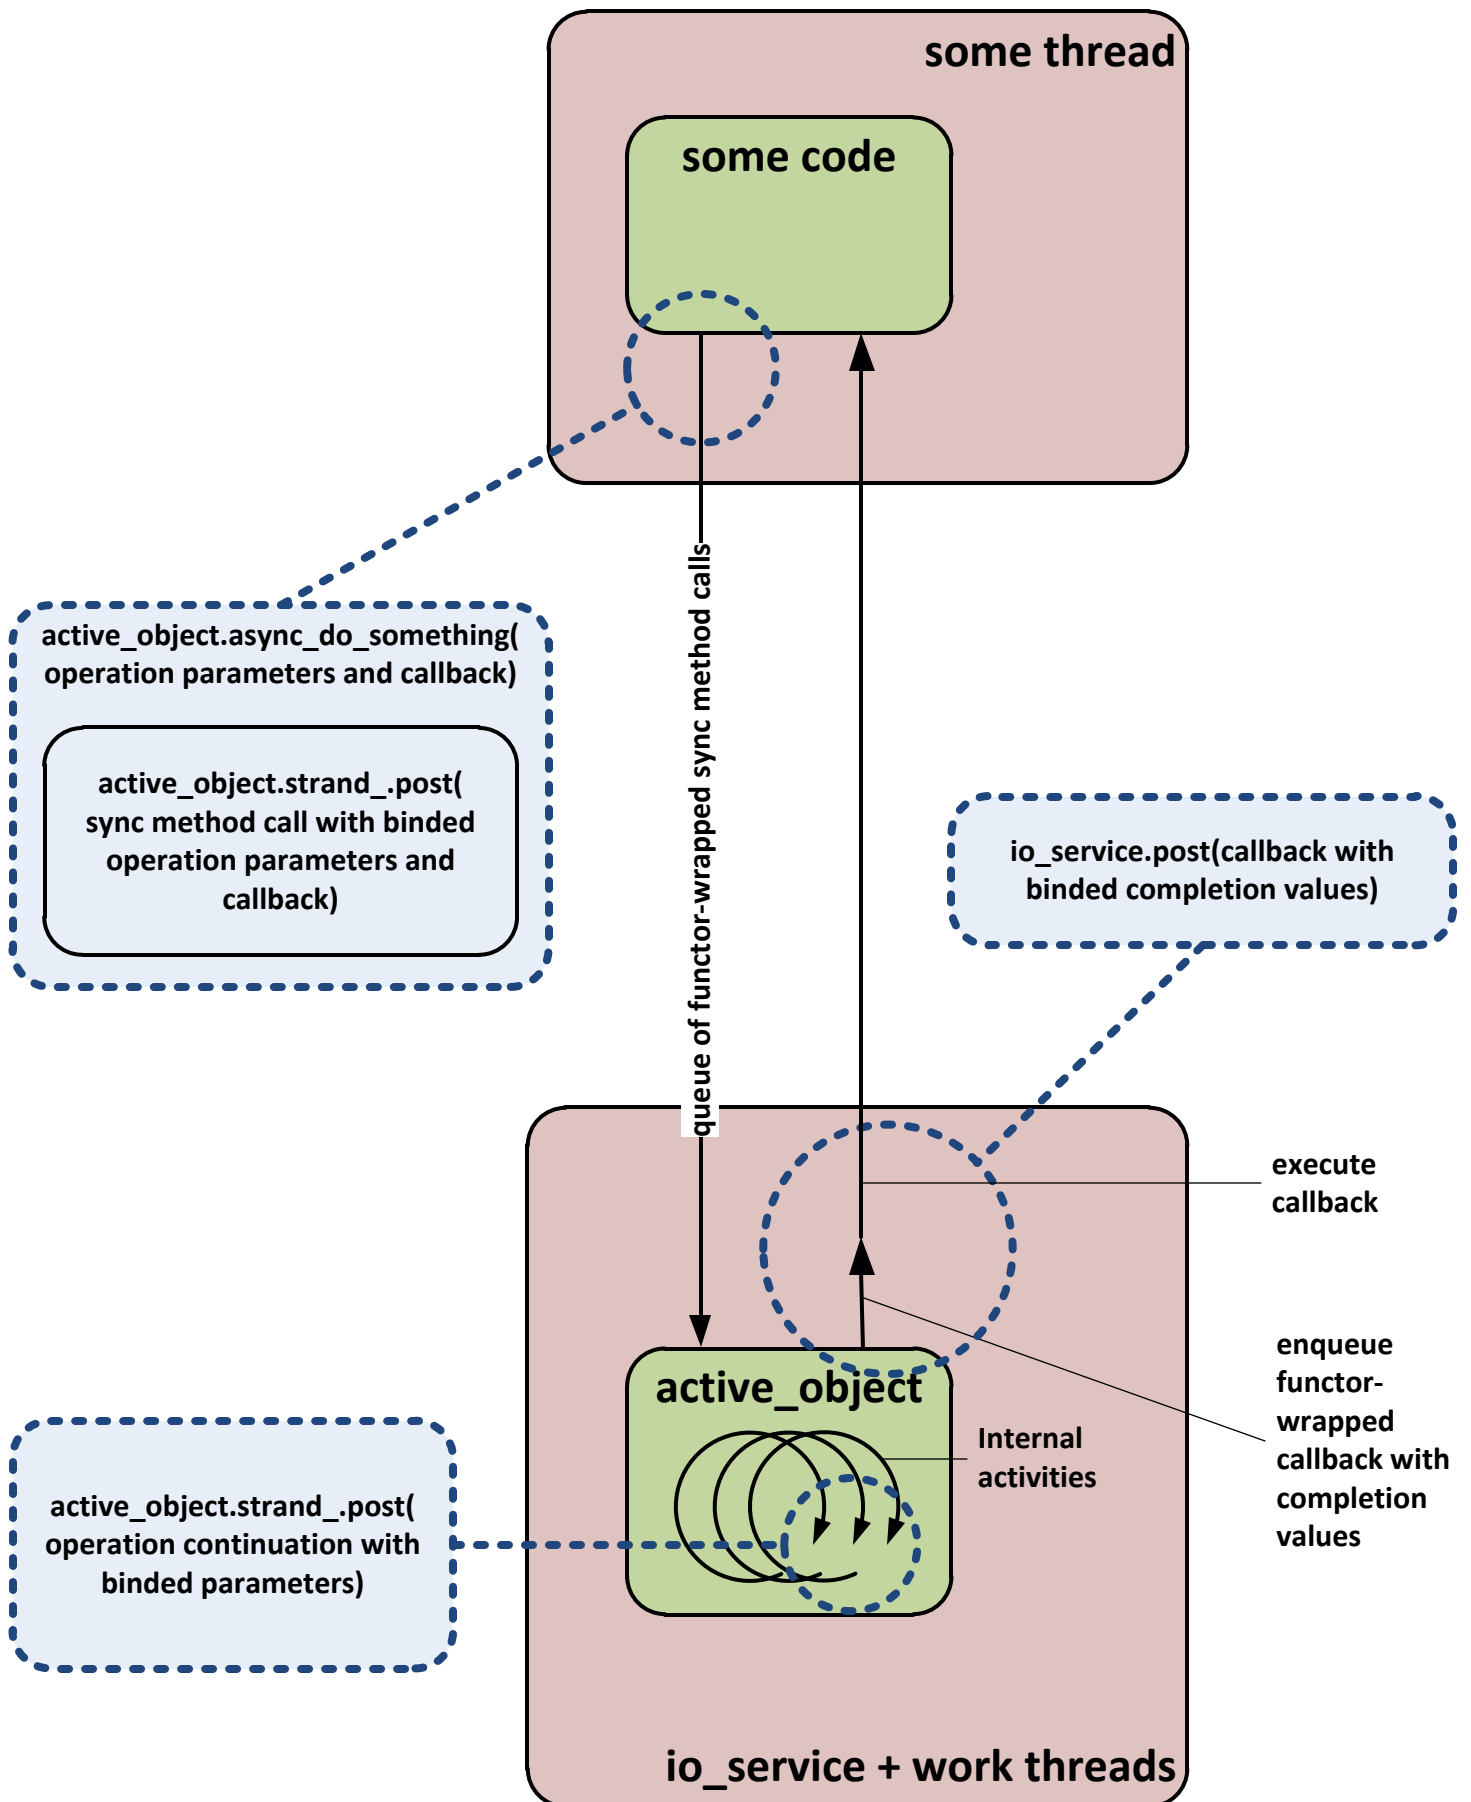 some thread
some code
active_object.async_do_something(
operation parameters and callback)
active_object.strand_.post(
sync method call with binded
operation parameters and
callback)
queue of functor-wrapped sync method calls
io_service.post(callback with
binded completion values)
execute
callback
enqueue
functor-
wrapped
callback with
completion
values
active_object
Internal
activities
active_object.strand_.post(
operation continuation with
binded parameters)
io_service + work threads